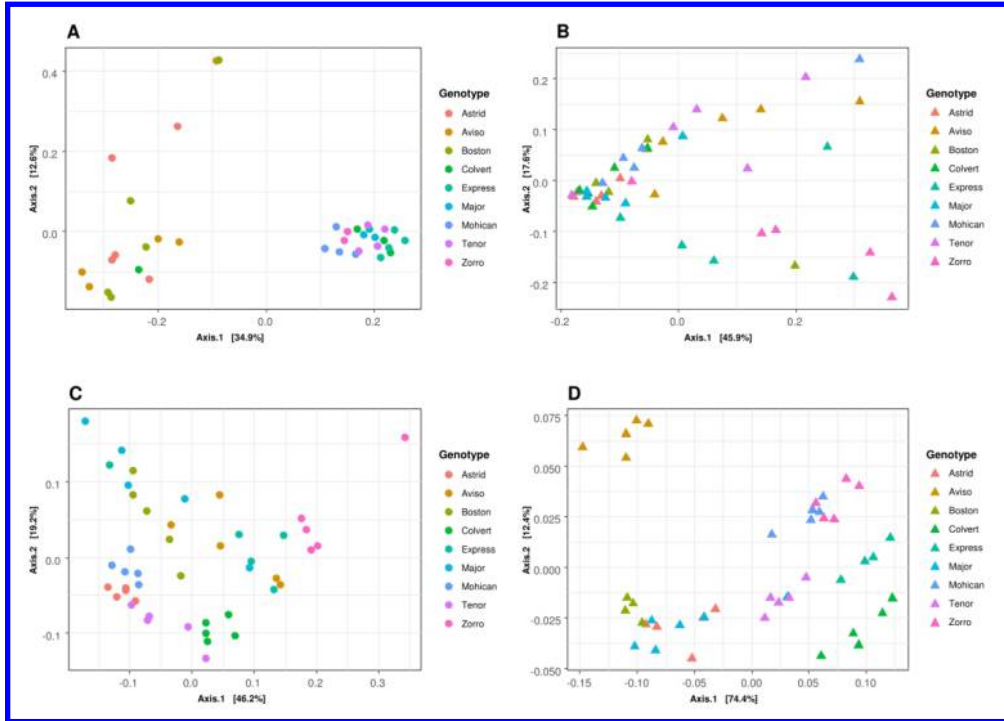 A
Axis.2 [12.6%]
0.4
0.2
0.0
-0.2
0.0
0.2
Axis.1 [34.9%]
Genotype
Astrid
Aviso
Boston
Colvert
Express
Major
Mohican
Tenor
Zorro
B
Axis.2 [17.6%]
0.2
0.1
0.0
-0.1
-0.2
-0.2
0.0
0.2
Axis.1 [45.9%]
Genotype
Astrid
Aviso
Boston
Colvert
Express
Major
Mohican
Tenor
Zorro
C
Axis.2 [19.2%]
0.1
0.0
-0.1
-0.1
0.0
0.1
0.2
0.3
Axis.1 [46.2%]
Genotype
Astrid
Aviso
Boston
Colvert
Express
Major
Mohican
Tenor
Zorro
D
Axis.2 [12.4%]
0.075
0.050
0.025
0.000
-0.025
-0.050
-0.15
-0.10
-0.05
0.00
0.05
0.10
Axis.1 [74.4%]
Genotype
Astrid
Aviso
Boston
Colvert
Express
Major
Mohican
Tenor
Zorro